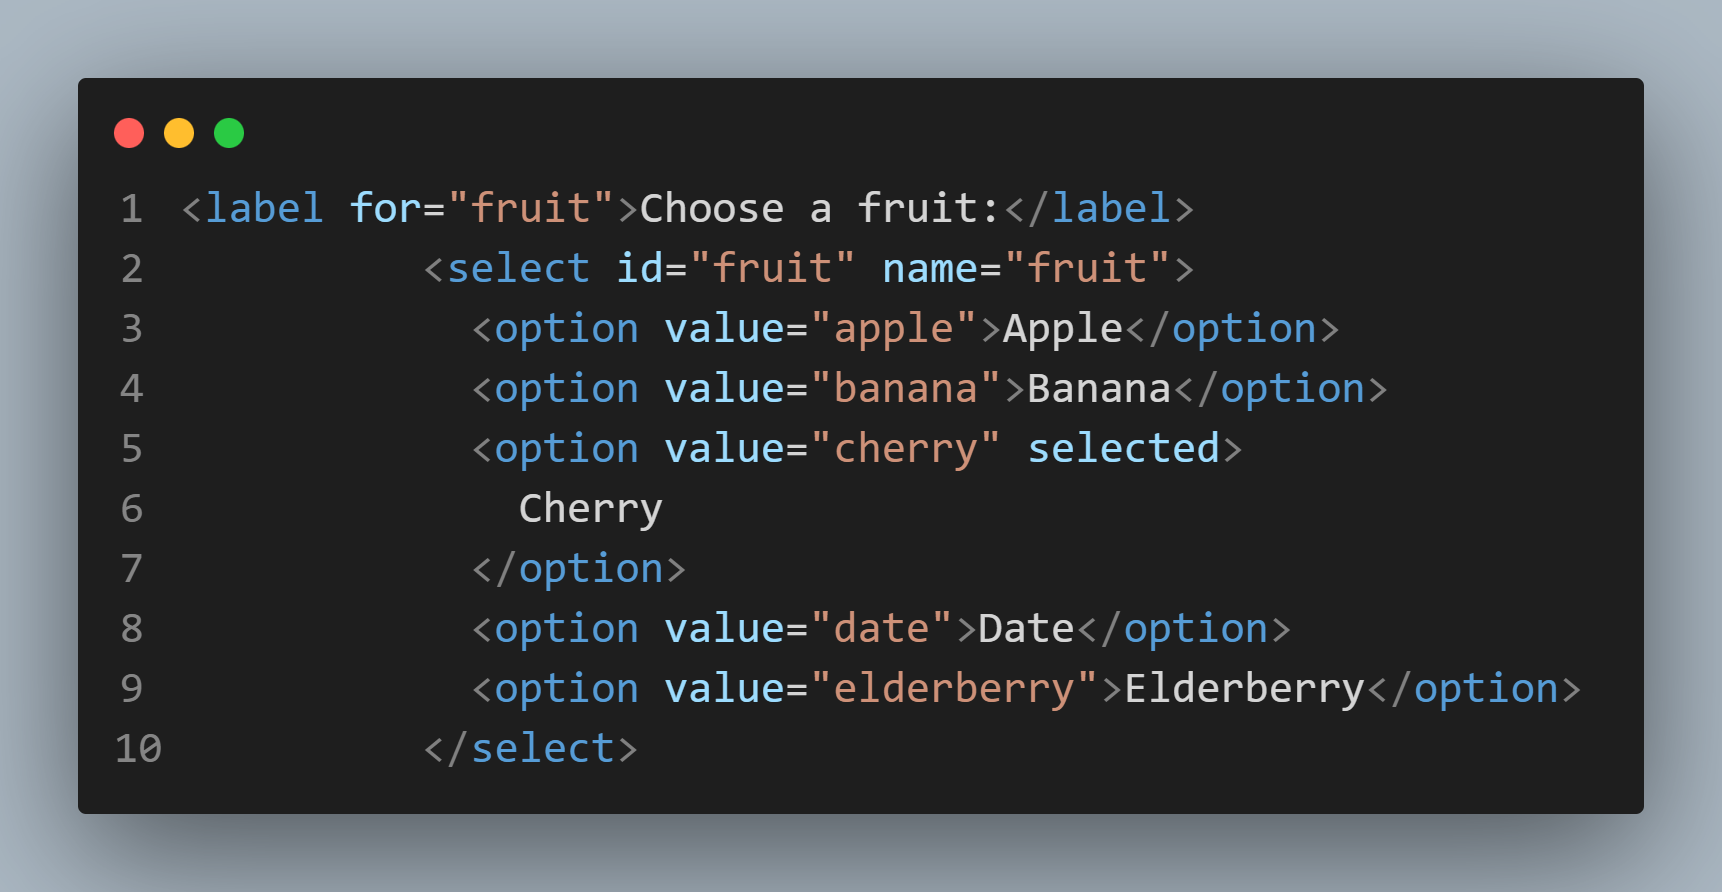 1 <label for="fruit">Choose a fruit:</label>
2           <select id="fruit" name="fruit">
3             <option value="apple">Apple</option>
4             <option value="banana">Banana</option>
5             <option value="cherry" selected>
6               Cherry
7             </option>
8             <option value="date">Date</option>
9             <option value="elderberry">Elderberry</option>
10           </select>